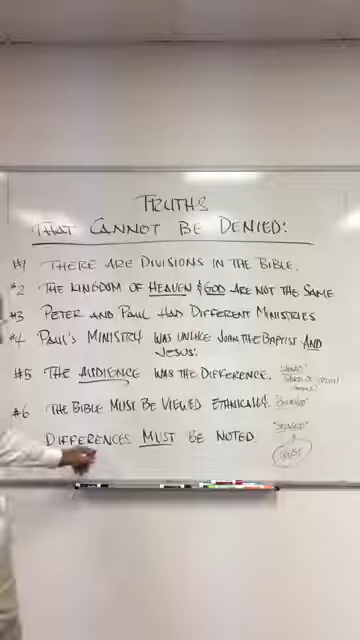 TRUTHS
THAT CANNOT BE DENIED:
#1 THERE ARE DIVISIONS IN THE BIBLE.
#2 THE KINGDOM OF HEAVEN & GOD ARE NOT THE SAME
#3 PETER AND PAUL HAD DIFFERENT MINISTRIES
#4 PAUL'S MINISTRY WAS UNLIKE JOHN THE BAPTIST AND
JESUS.
#5 THE AUDIENCE WAS THE DIFFERENCE.
#6 THE BIBLE MUST BE VIEWED ETHNICALLY.
DIFFERENCES MUST BE NOTED.